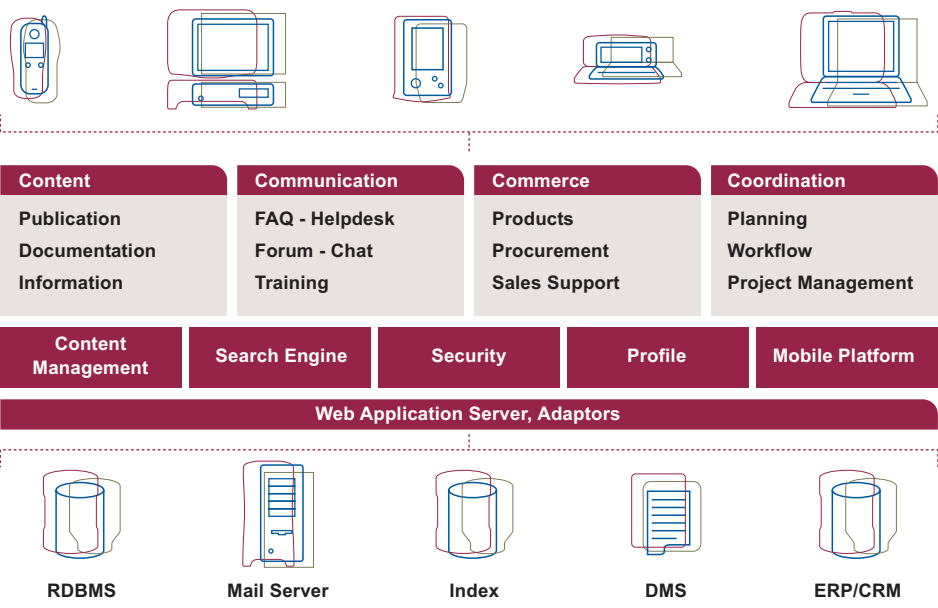 Content
Publication
Documentation
Information
Communication
FAQ - Helpdesk
Forum - Chat
Training
Commerce
Products
Procurement
Sales Support
Coordination
Planning
Workflow
Project Management
Content
Management
Search Engine
Security
Profile
Mobile Platform
Web Application Server, Adaptors
RDBMS
Mail Server
Index
DMS
ERP/CRM